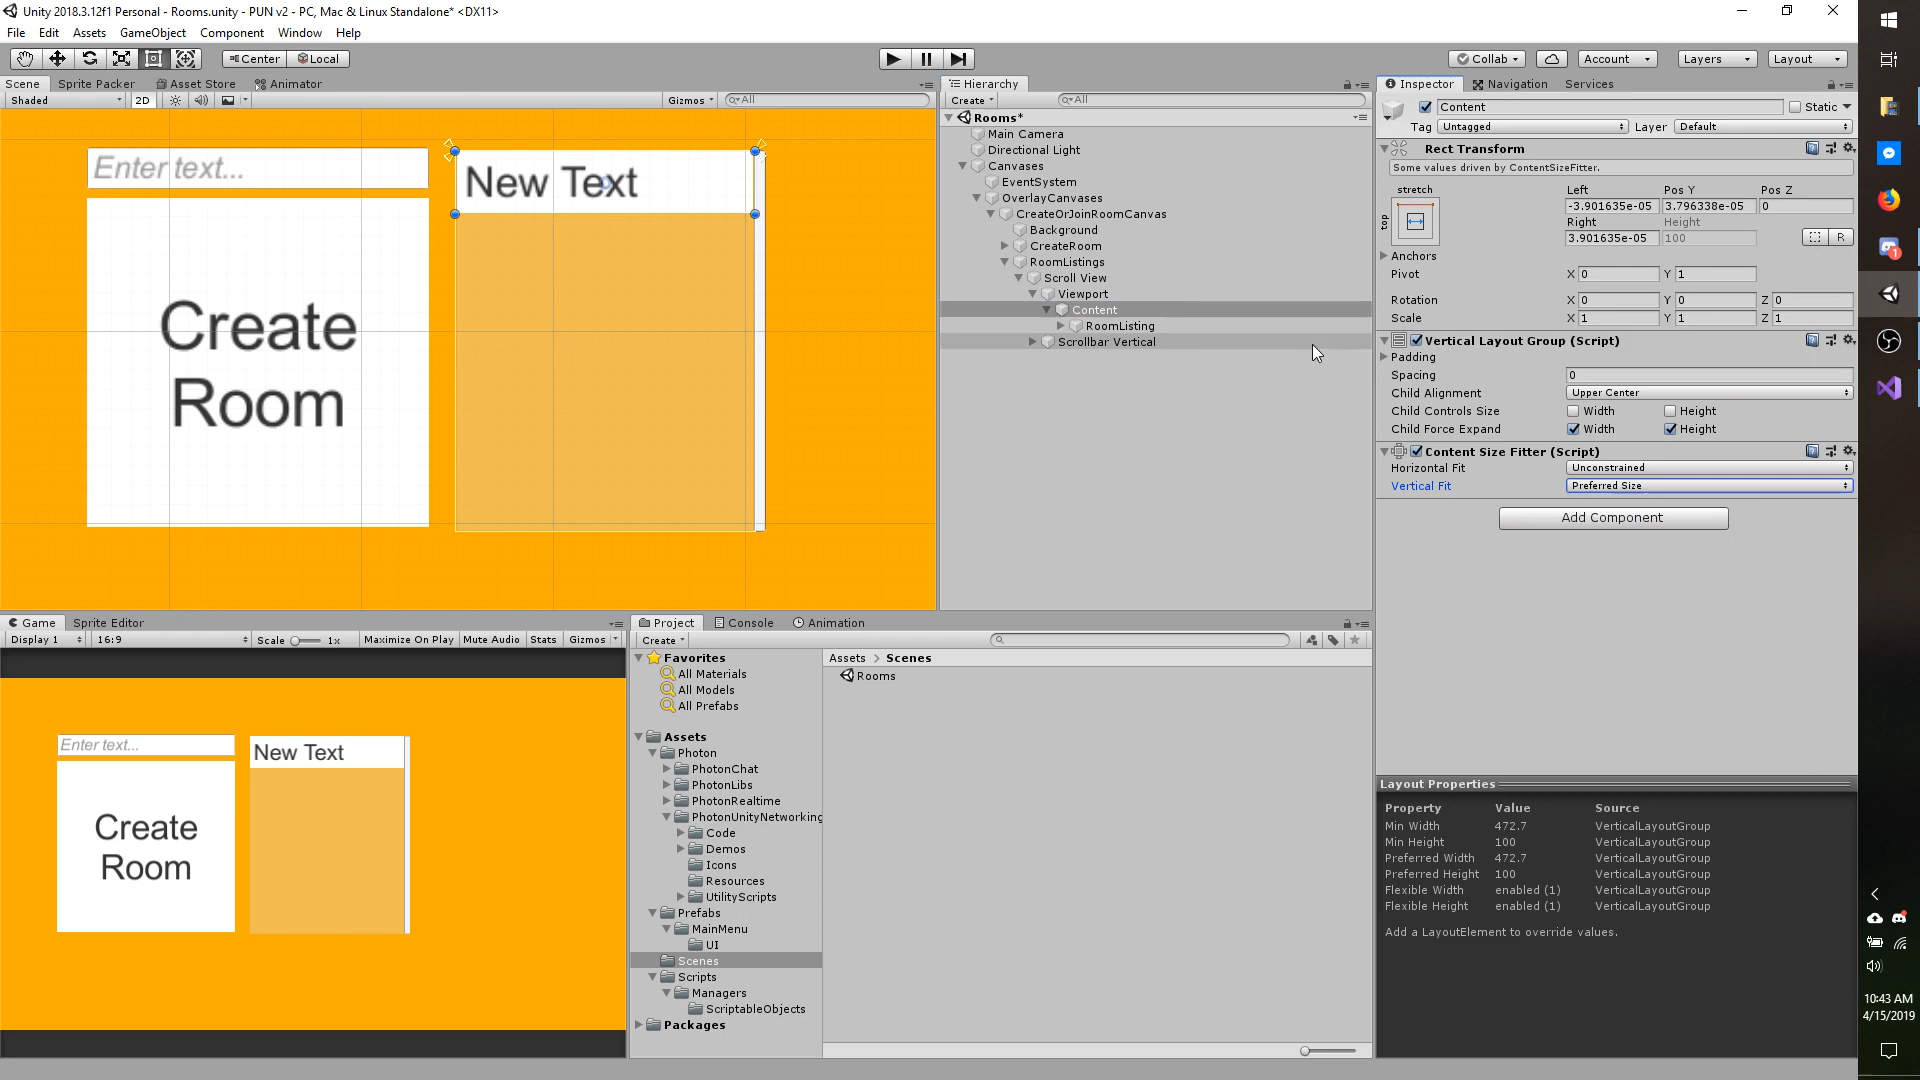 Unity 2018.3.12f1 Personal - Rooms.unity - PUN v2 - PC, Mac & Linux Standalone* <DX11>
File Edit Assets GameObject Component Window Help
Center Local Collab Account Layers Layout
Scene Sprite Packer Asset Store Animator
Shaded 2D Gizmos All
Enter text...
Create
Room
New Text
Hierarchy
Create All
Rooms*
Main Camera
Directional Light
Canvases
EventSystem
OverlayCanvases
CreateOrJoinRoomCanvas
Background
CreateRoom
RoomListings
Scroll View
Viewport
Content
RoomListing
Scrollbar Vertical
Inspector Navigation Services
Content Static
Tag Untagged Layer Default
Rect Transform
Some values driven by ContentSizeFitter.
stretch Left Pos Y Pos Z
top -3.901635e-05 3.796338e-05 0
Right Height
3.901635e-05 100 R
Anchors
Pivot X 0 Y 1
Rotation X 0 Y 0 Z 0
Scale X 1 Y 1 Z 1
Vertical Layout Group (Script)
Padding
Spacing 0
Child Alignment Upper Center
Child Controls Size Width Height
Child Force Expand Width Height
Content Size Fitter (Script)
Horizontal Fit Unconstrained
Vertical Fit Preferred Size
Add Component
Layout Properties
Property Value Source
Min Width 472.7 VerticalLayoutGroup
Min Height 100 VerticalLayoutGroup
Preferred Width 472.7 VerticalLayoutGroup
Preferred Height 100 VerticalLayoutGroup
Flexible Width enabled (1) VerticalLayoutGroup
Flexible Height enabled (1) VerticalLayoutGroup
Add a LayoutElement to override values.
Game Sprite Editor
Display 1 16:9 Scale 1x Maximize On Play Mute Audio Stats Gizmos
Enter text...
Create
Room
New Text
Project Console Animation
Create
Favorites
All Materials
All Models
All Prefabs
Assets
Photon
PhotonChat
PhotonLibs
PhotonRealtime
PhotonUnityNetworking
Code
Demos
Icons
Resources
UtilityScripts
Prefabs
MainMenu
UI
Scenes
Scripts
Managers
ScriptableObjects
Packages
Assets > Scenes
Rooms
1
10:43 AM
4/15/2019